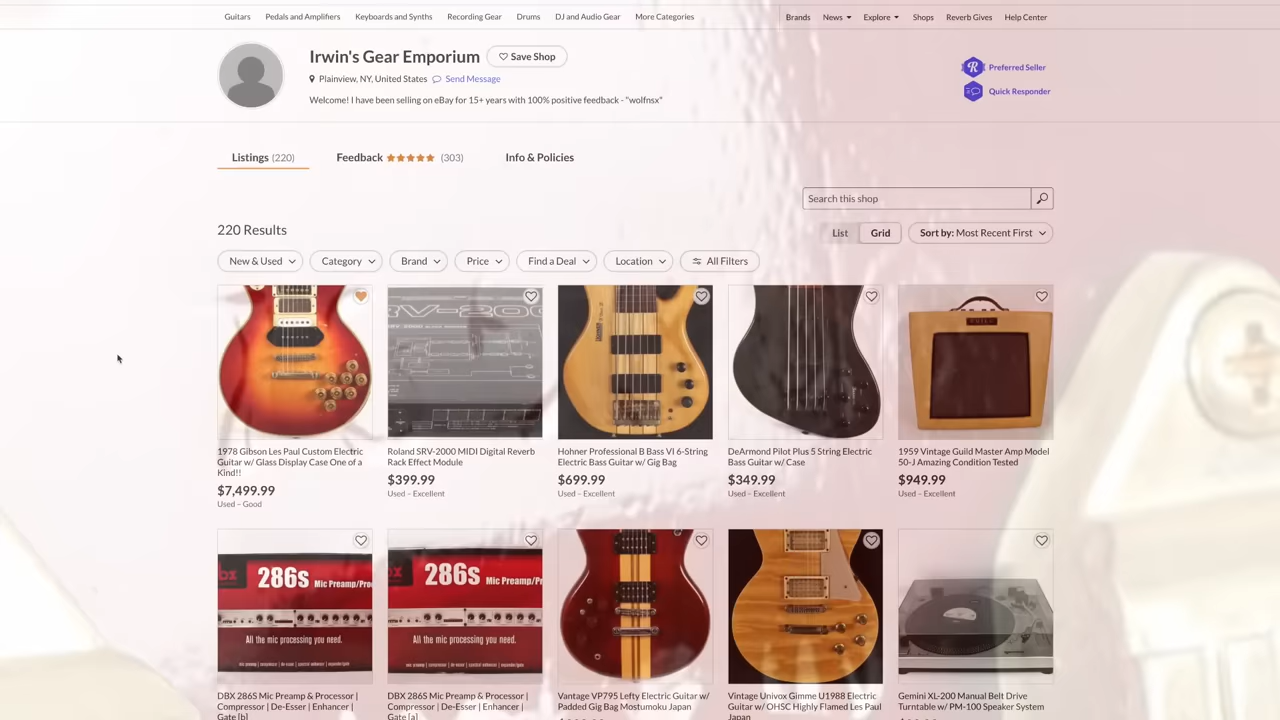 Guitars Pedals and Amplifiers Keyboards and Synths Recording Gear Drums DJ and Audio Gear More Categories Brands News Explore Shops Reverb Gives Help Center
Irwin's Gear Emporium Save Shop
Plainview, NY, United States Send Message
Welcome! I have been selling on eBay for 15+ years with 100% positive feedback - "wolfnsx"
Preferred Seller
Quick Responder
Listings (220) Feedback (303) Info & Policies
Search this shop
220 Results
List Grid Sort by: Most Recent First
New & Used Category Brand Price Find a Deal Location All Filters
RV-200
GUILD
1978 Gibson Les Paul Custom Electric
Guitar w/ Glass Display Case One of a
Kind!!
$7,499.99
Used – Good
Roland SRV-2000 MIDI Digital Reverb
Rack Effect Module
$399.99
Used – Excellent
Hohner Professional B Bass VI 6-String
Electric Bass Guitar w/ Gig Bag
$699.99
Used – Excellent
DeArmond Pilot Plus 5 String Electric
Bass Guitar w/ Case
$349.99
Used – Excellent
1959 Vintage Guild Master Amp Model
50-J Amazing Condition Tested
$949.99
Used – Excellent
dbx 286s Mic Preamp/Pro
All the mic processing you need.
dbx 286s Mic Preamp/P
All the mic processing you need.
DBX 286S Mic Preamp & Processor |
Compressor | De-Esser | Enhancer |
Gate [b]
DBX 286S Mic Preamp & Processor |
Compressor | De-Esser | Enhancer |
Gate [a]
Vantage VP795 Lefty Electric Guitar w/
Padded Gig Bag Mostumoku Japan
Vintage Univox Gimme U1988 Electric
Guitar w/ OHSC Highly Flamed Les Paul
Japan
Gemini XL-200 Manual Belt Drive
Turntable w/ PM-100 Speaker System